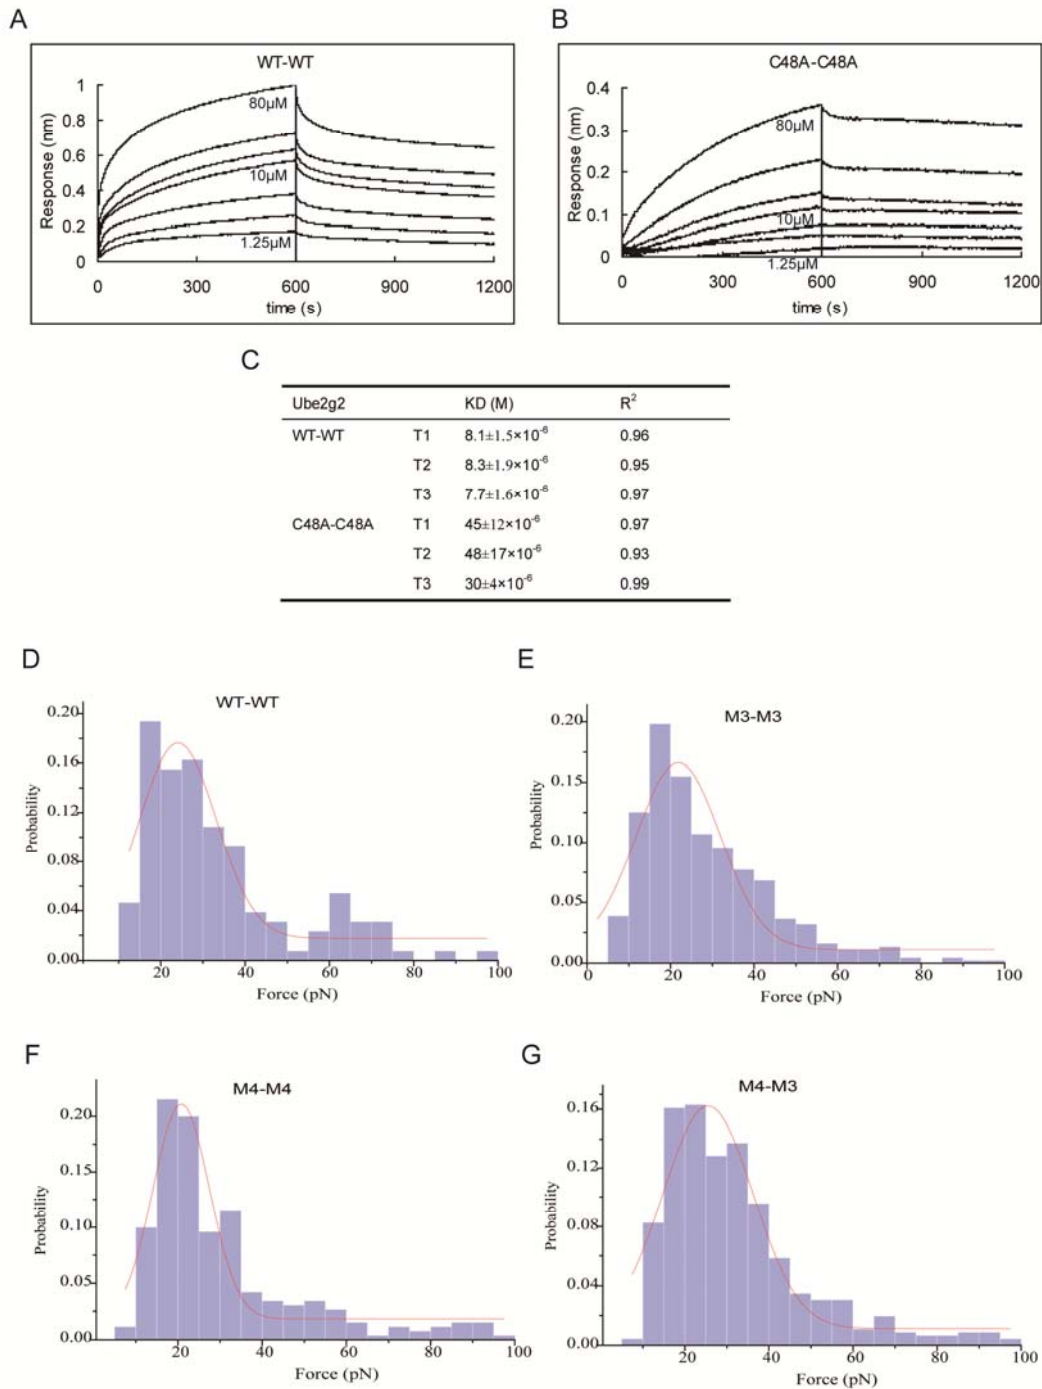 A
B
WT-WT
C48A-C48A
Response (nm)
1
0.8
0.6
0.4
0.2
0
80µM
10µM
1.25µM
0 300 600 900 1200
time (s)
Response (nm)
0.4
0.3
0.2
0.1
0
80µM
10µM
1.25µM
0 300 600 900 1200
time (s)
C
Ube2g2 KD (M) R²
WT-WT T1 8.1±1.5×10⁻⁶ 0.96
T2 8.3±1.9×10⁻⁶ 0.95
T3 7.7±1.6×10⁻⁶ 0.97
C48A-C48A T1 45±12×10⁻⁶ 0.97
T2 48±17×10⁻⁶ 0.93
T3 30±4×10⁻⁶ 0.99
D
WT-WT
Probability
0.20
0.16
0.12
0.08
0.04
0.00
20 40 60 80 100
Force (pN)
E
M3-M3
Probability
0.20
0.15
0.10
0.05
0.00
0 20 40 60 80 100
Force (pN)
F
M4-M4
Probability
0.20
0.15
0.10
0.05
0.00
20 40 60 80 100
Force (pN)
G
M4-M3
Probability
0.16
0.12
0.08
0.04
0.00
20 40 60 80 100
Force (pN)